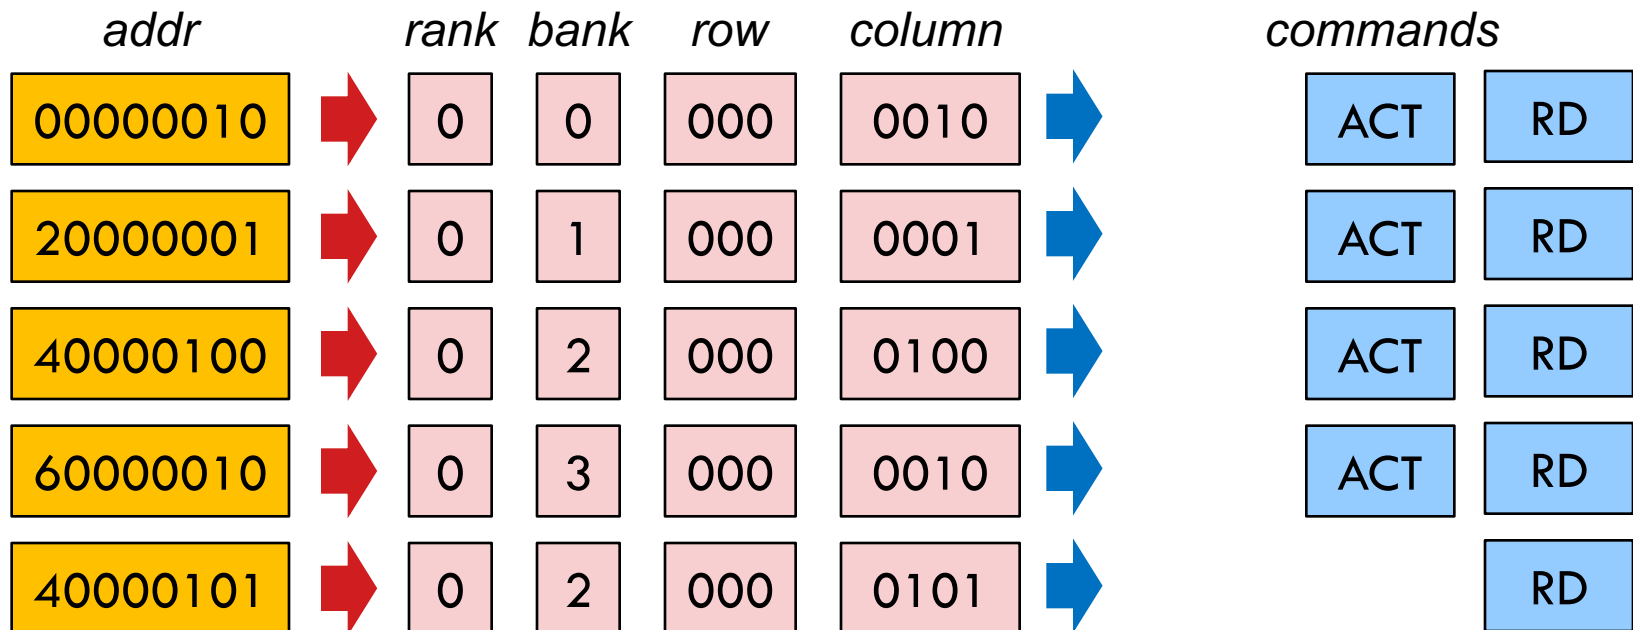 addr rank bank row column commands
00000010 0 0 000 0010 ACT RD
20000001 0 1 000 0001 ACT RD
40000100 0 2 000 0100 ACT RD
60000010 0 3 000 0010 ACT RD
40000101 0 2 000 0101 RD